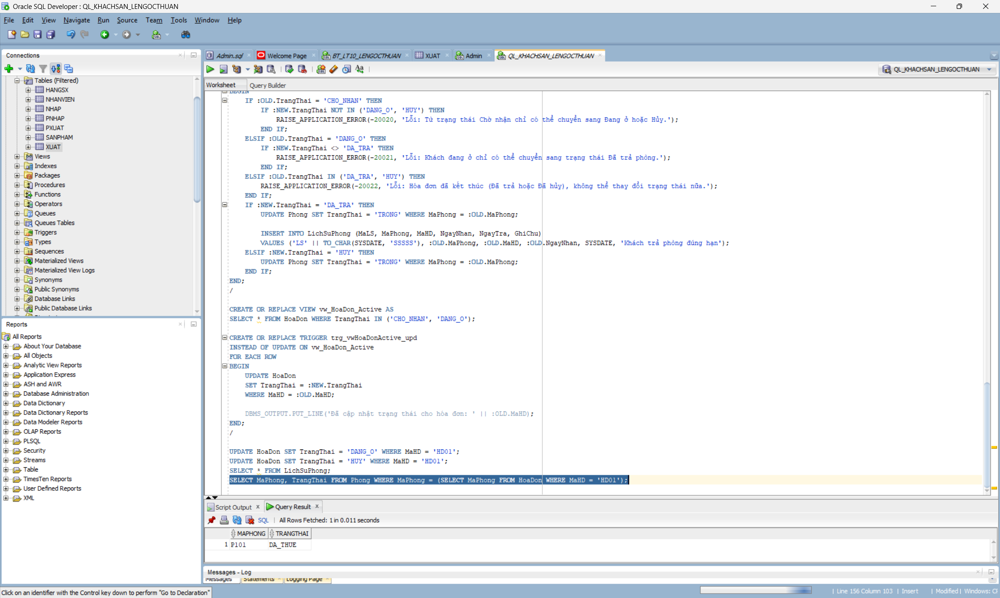 Oracle SQL Developer : QL_KHACHSAN_LENGOCTHUAN
File Edit View Navigate Run Source Team Tools Window Help
Connections
Tables (Filtered)
HANGSX
NHANVIEN
NHAP
PNHAP
PXUAT
SANPHAM
XUAT
Views
Indexes
Packages
Procedures
Functions
Operators
Queues
Queues Tables
Triggers
Types
Sequences
Materialized Views
Materialized View Logs
Synonyms
Public Synonyms
Database Links
Public Database Links
Reports
All Reports
About Your Database
All Objects
Analytic View Reports
Application Express
ASH and AWR
Database Administration
Data Dictionary
Data Dictionary Reports
Data Modeler Reports
OLAP Reports
PLSQL
Security
Streams
Table
TimesTen Reports
User Defined Reports
XML
Admin.sql Welcome Page BT_LT10_LENGOCTHUAN XUAT Admin QL_KHACHSAN_LENGOCTHUAN
QL_KHACHSAN_LENGOCTHUAN
Worksheet Query Builder
BEGIN
IF :OLD.TrangThai = 'CHO_NHAN' THEN
IF :NEW.TrangThai NOT IN ('DANG_O', 'HUY') THEN
RAISE_APPLICATION_ERROR(-20020, 'Lỗi: Từ trạng thái Chờ nhận chỉ có thể chuyển sang Đang ở hoặc Hủy.');
END IF;
ELSIF :OLD.TrangThai = 'DANG_O' THEN
IF :NEW.TrangThai <> 'DA_TRA' THEN
RAISE_APPLICATION_ERROR(-20021, 'Lỗi: Khách đang ở chỉ có thể chuyển sang trạng thái Đã trả phòng.');
END IF;
ELSIF :OLD.TrangThai IN ('DA_TRA', 'HUY') THEN
RAISE_APPLICATION_ERROR(-20022, 'Lỗi: Hóa đơn đã kết thúc (Đã trả hoặc Đã hủy), không thể thay đổi trạng thái nữa.');
END IF;
IF :NEW.TrangThai = 'DA_TRA' THEN
UPDATE Phong SET TrangThai = 'TRONG' WHERE MaPhong = :OLD.MaPhong;
INSERT INTO LichSuPhong (MaLS, MaPhong, MaHD, NgayNhan, NgayTra, GhiChu)
VALUES ('LS' || TO_CHAR(SYSDATE, 'SSSSS'), :OLD.MaPhong, :OLD.MaHD, :OLD.NgayNhan, SYSDATE, 'Khách trả phòng đúng hạn');
ELSIF :NEW.TrangThai = 'HUY' THEN
UPDATE Phong SET TrangThai = 'TRONG' WHERE MaPhong = :OLD.MaPhong;
END IF;
END;
/
CREATE OR REPLACE VIEW vw_HoaDon_Active AS
SELECT * FROM HoaDon WHERE TrangThai IN ('CHO_NHAN', 'DANG_O');
CREATE OR REPLACE TRIGGER trg_vwHoaDonActive_upd
INSTEAD OF UPDATE ON vw_HoaDon_Active
FOR EACH ROW
BEGIN
UPDATE HoaDon
SET TrangThai = :NEW.TrangThai
WHERE MaHD = :OLD.MaHD;
DBMS_OUTPUT.PUT_LINE('Đã cập nhật trạng thái cho hóa đơn: ' || :OLD.MaHD);
END;
/
UPDATE HoaDon SET TrangThai = 'DANG_O' WHERE MaHD = 'HD01';
UPDATE HoaDon SET TrangThai = 'HUY' WHERE MaHD = 'HD01';
SELECT * FROM LichSuPhong;
SELECT MaPhong, TrangThai FROM Phong WHERE MaPhong = (SELECT MaPhong FROM HoaDon WHERE MaHD = 'HD01');
Script Output Query Result
SQL | All Rows Fetched: 1 in 0.011 seconds
MAPHONG TRANGTHAI
1 P101 DA_THUE
Messages - Log
Messages Statements Logging Page
Click on an identifier with the Control key down to perform "Go to Declaration"
| Line 156 Column 103 | Insert | Modified | Windows: